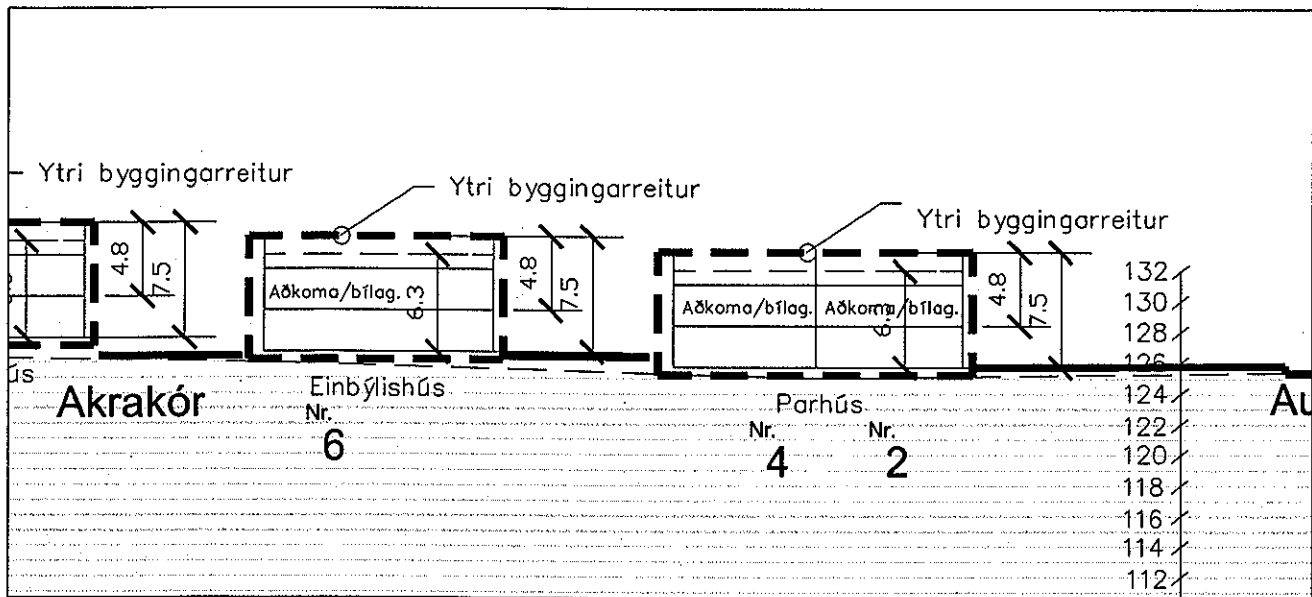 Ytri byggingarreitur
Ytri byggingarreitur
Ytri byggingarreitur
4.8
7.5
Aðkoma/bílag.
6.3
4.8
7.5
Aðkoma/bílag.
Aðkoma/bílag.
4.8
7.5
132
130
128
126
124
122
120
118
116
114
112
ús
Akrakór
Einbýlishús
Nr.
6
Parhús
Nr.
4
Nr.
2
Au